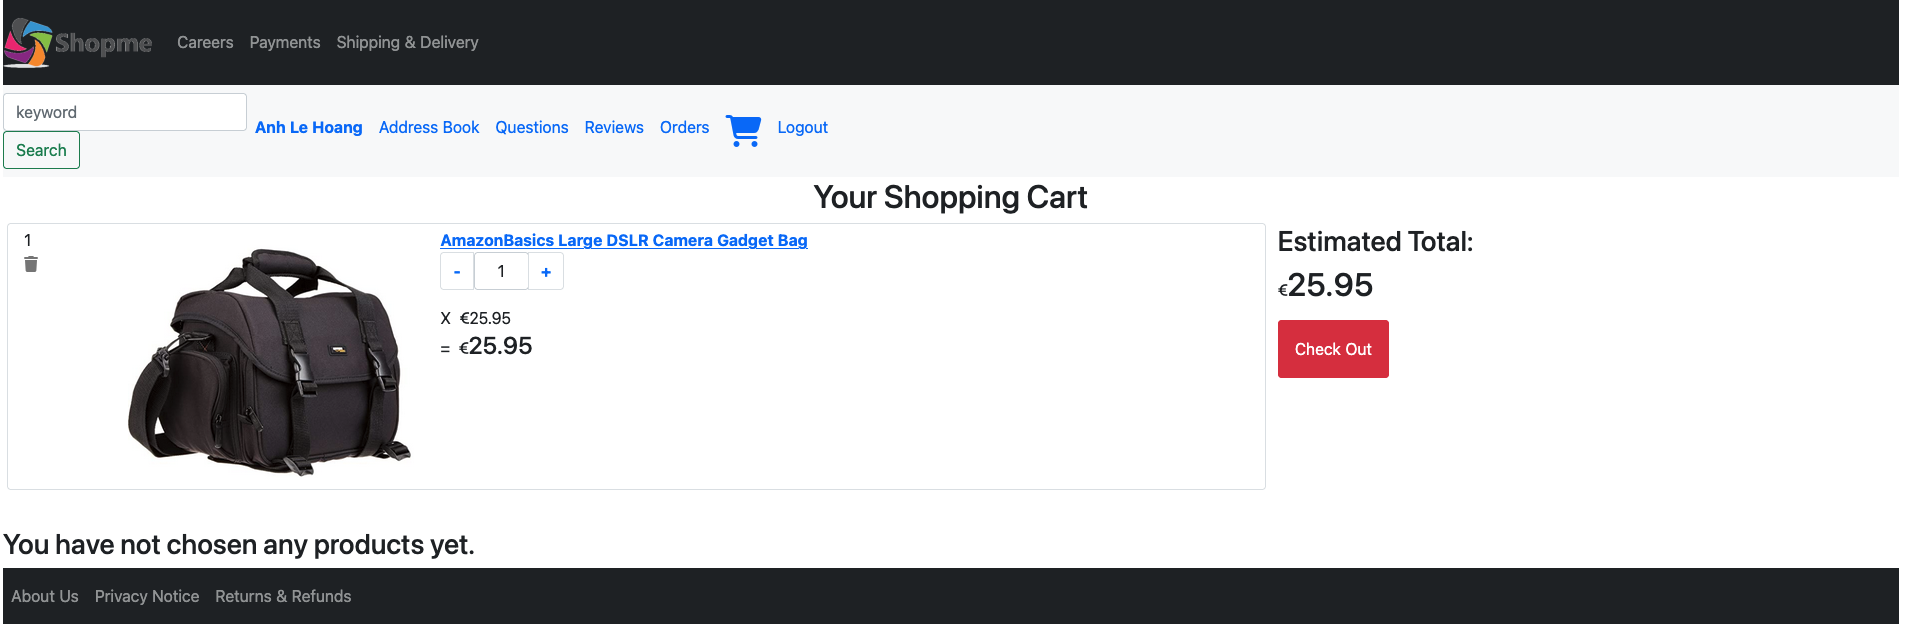 Shopme Careers Payments Shipping & Delivery
keyword
Search
Anh Le Hoang Address Book Questions Reviews Orders Logout
Your Shopping Cart
1
AmazonBasics Large DSLR Camera Gadget Bag
- 1 +
X €25.95
= €25.95
Estimated Total:
€25.95
Check Out
You have not chosen any products yet.
About Us Privacy Notice Returns & Refunds